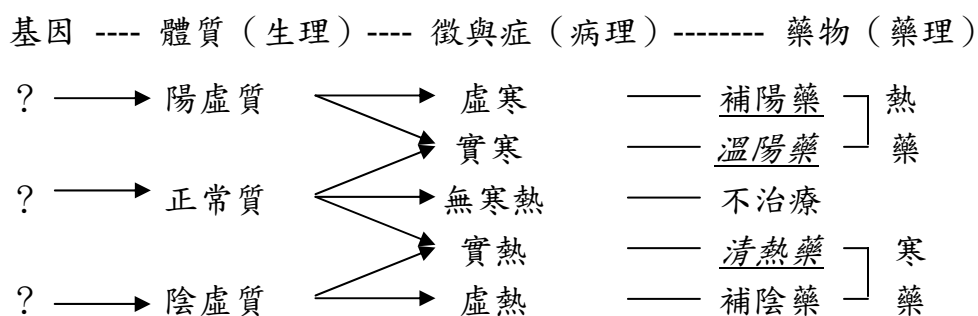 基因 ---- 體質（生理）---- 徵與症（病理）-------- 藥物（藥理）
？ 陽虛質 虛寒 補陽藥 熱
實寒 溫陽藥 藥
？ 正常質 無寒熱 不治療
實熱 清熱藥 寒
？ 陰虛質 虛熱 補陰藥 藥